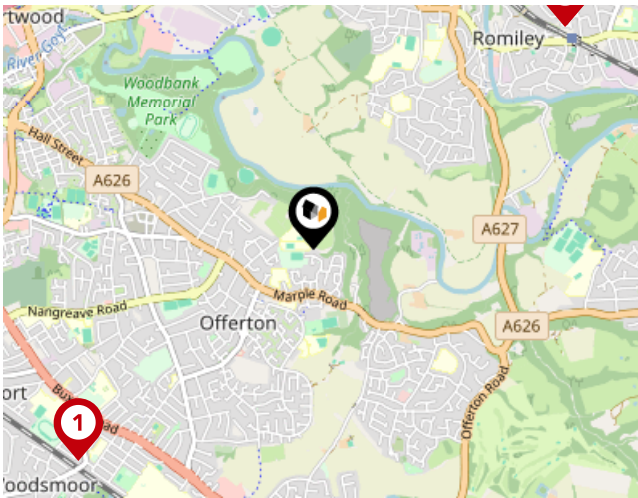 rtwood
Romiley
River Goyt
Woodbank
Memorial
Park
Hall Street
A626
A627
Marple Road
Nangreave Road
Offerton
A626
ort
Offerton Road
1
oodsmoor